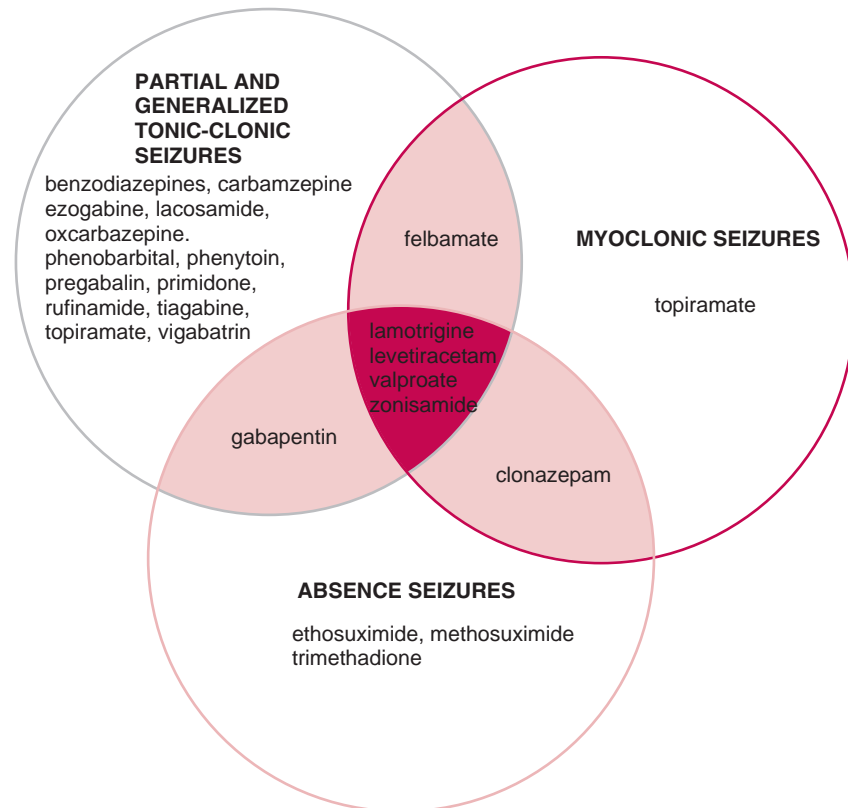 PARTIAL AND
GENERALIZED
TONIC-CLONIC
SEIZURES
benzodiazepines, carbamzepine
ezogabine, lacosamide,
oxcarbazepine.
phenobarbital, phenytoin,
pregabalin, primidone,
rufinamide, tiagabine,
topiramate, vigabatrin
felbamate
MYOCLONIC SEIZURES
topiramate
lamotrigine
levetiracetam
valproate
zonisamide
gabapentin
clonazepam
ABSENCE SEIZURES
ethosuximide, methosuximide
trimethadione